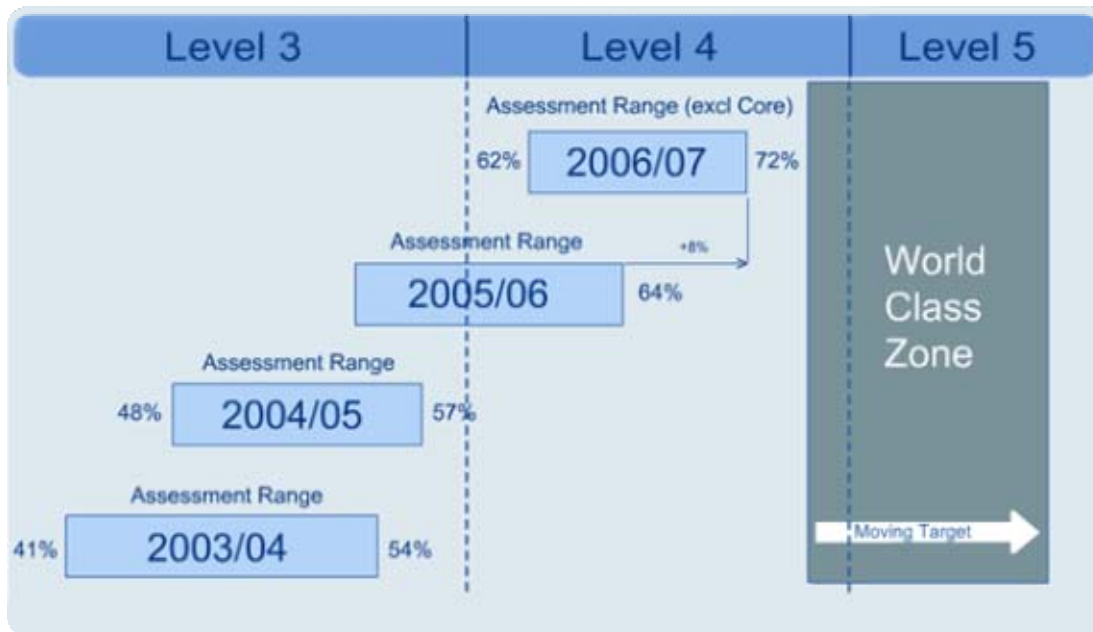 Level 3
Level 4
Level 5
Assessment Range (excl Core)
62%
2006/07
72%
Assessment Range
+8%
2005/06
64%
World
Class
Zone
Assessment Range
48%
2004/05
57%
Assessment Range
41%
2003/04
54%
Moving Target